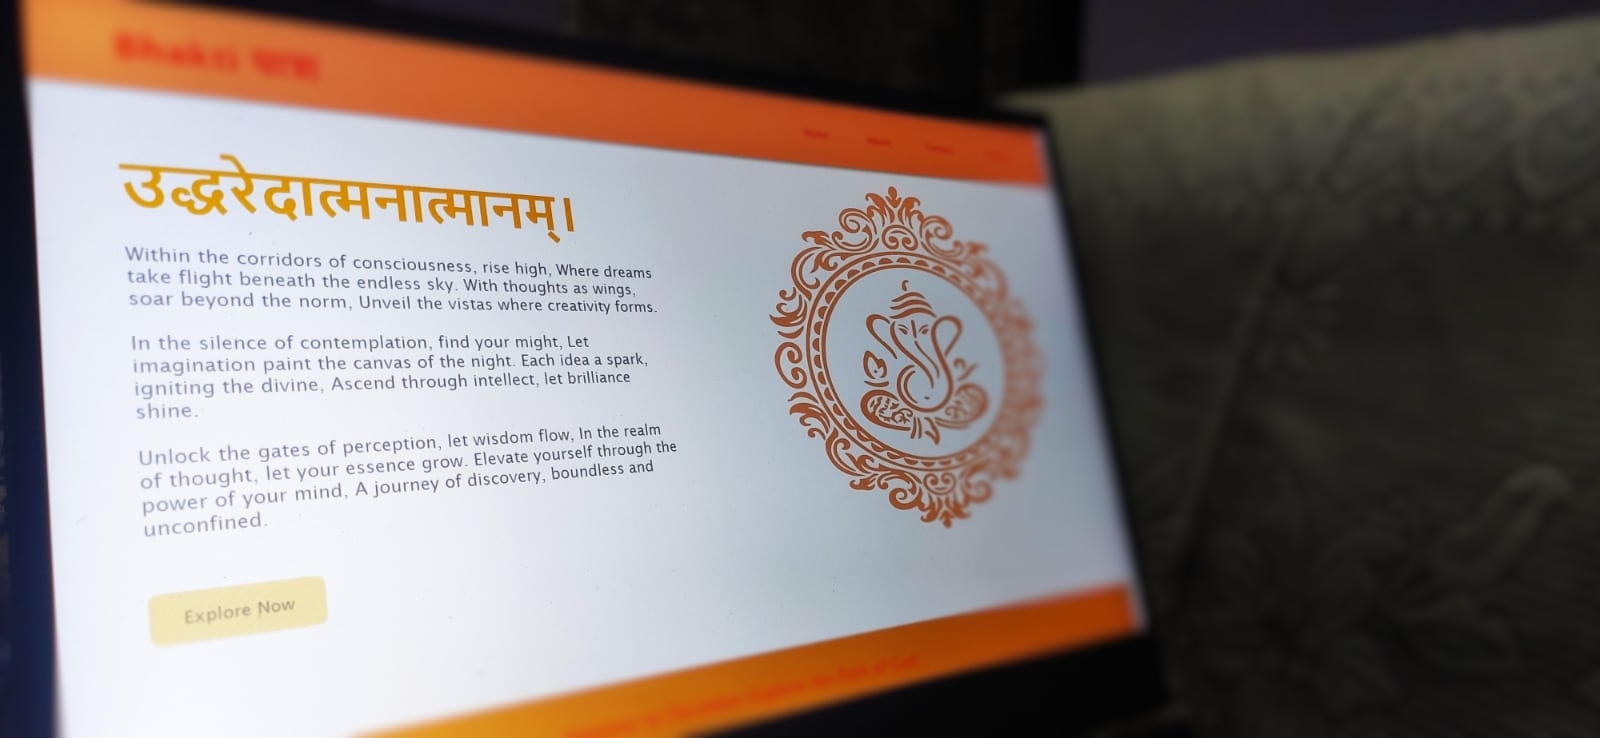 Bhakti यात्रा
उद्धरेदात्मनात्मानम्।
Within the corridors of consciousness, rise high, Where dreams
take flight beneath the endless sky. With thoughts as wings,
soar beyond the norm, Unveil the vistas where creativity forms.
In the silence of contemplation, find your might, Let
imagination paint the canvas of the night. Each idea a spark,
igniting the divine, Ascend through intellect, let brilliance
shine.
Unlock the gates of perception, let wisdom flow, In the realm
of thought, let your essence grow. Elevate yourself through the
power of your mind, A journey of discovery, boundless and
unconfined.
Explore Now